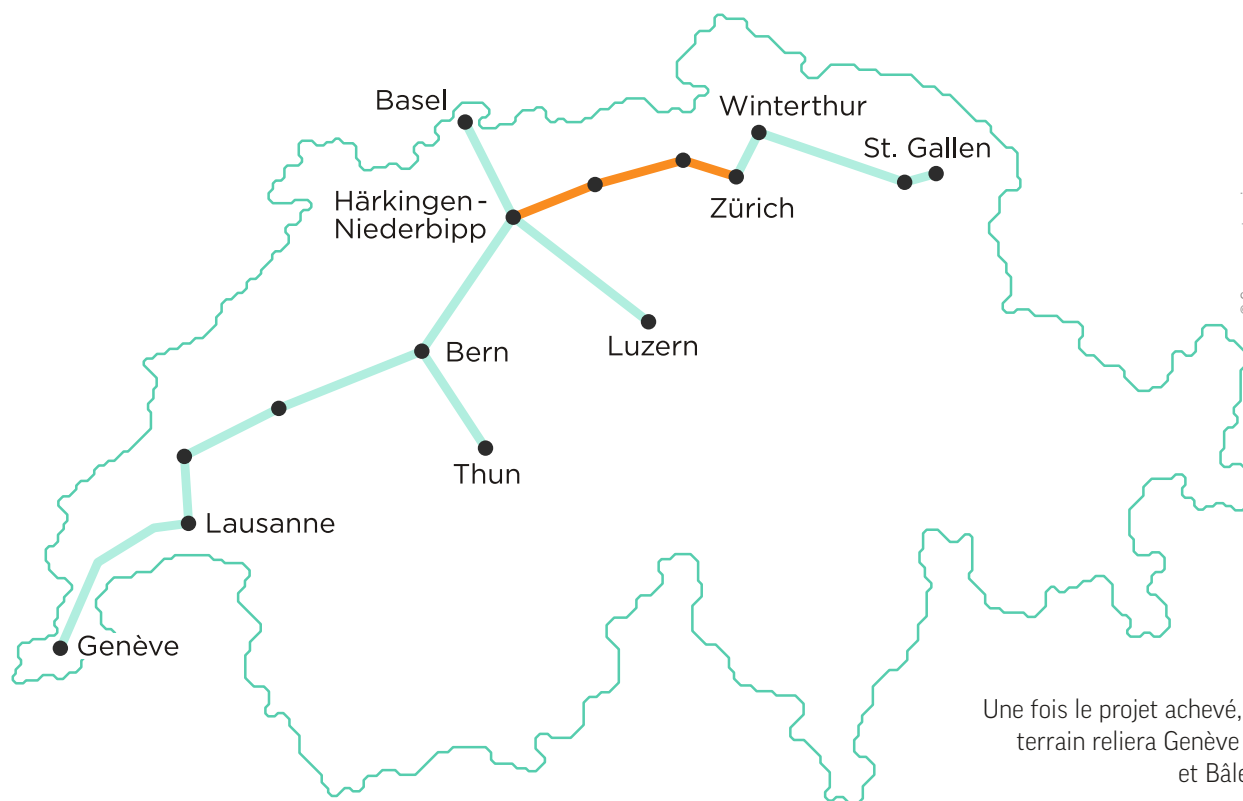 Basel
Winterthur
St. Gallen
Härkingen-
Niederbipp
Zürich
Bern
Luzern
Thun
Lausanne
Genève
Une fois le projet achevé,
terrain reliera Genève
et Bâle